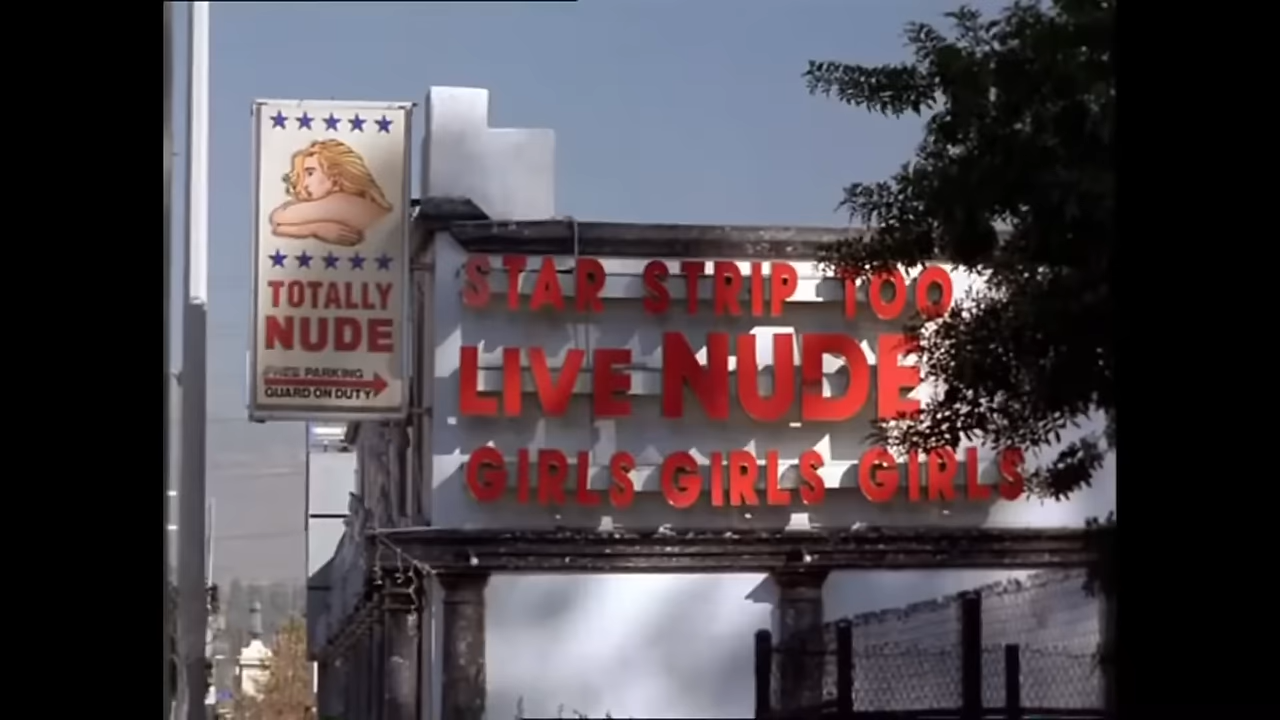 TOTALLY
NUDE
FREE PARKING
GUARD ON DUTY
STAR STRIP TOO
LIVE NUDE
GIRLS GIRLS GIRLS